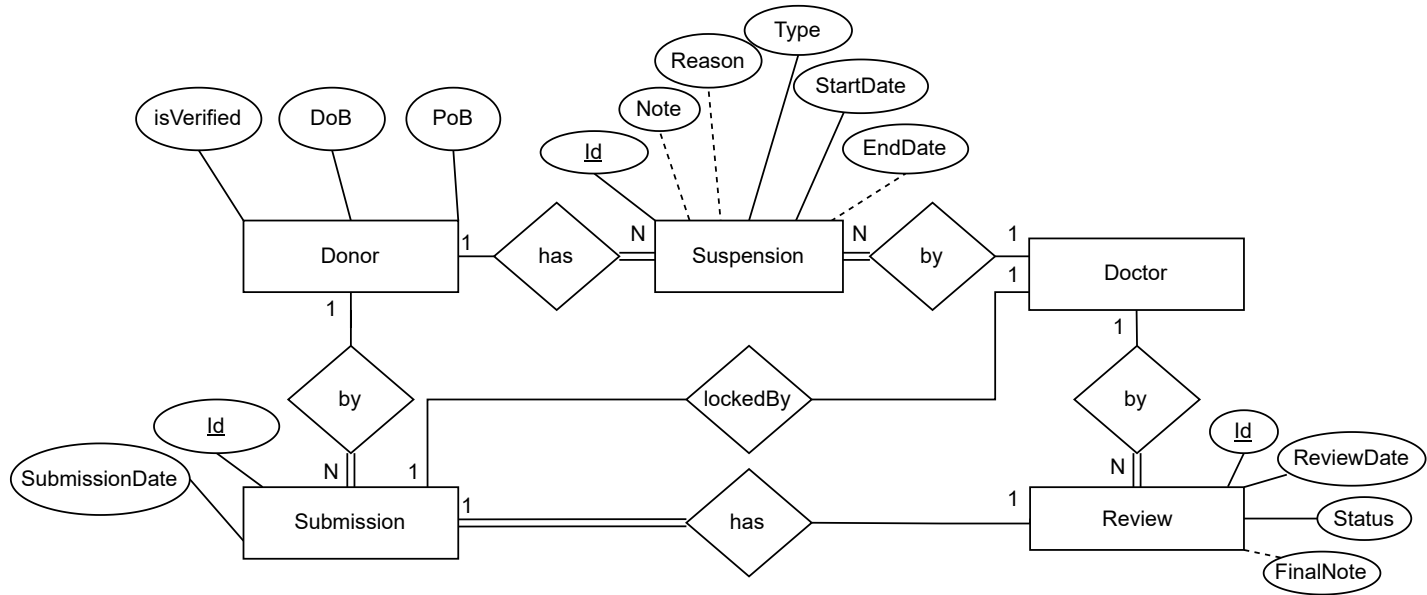 Type
Reason
StartDate
isVerified
DoB
PoB
Note
Id
EndDate
1
N
N
1
Donor
has
Suspension
by
Doctor
1
1
1
by
lockedBy
by
Id
Id
SubmissionDate
ReviewDate
N
1
N
1
1
Submission
has
Review
Status
FinalNote